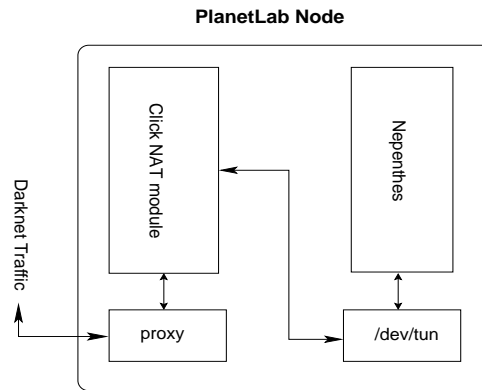 PlanetLab Node
Click NAT module
Nepenthes
Darknet Traffic
proxy
/dev/tun